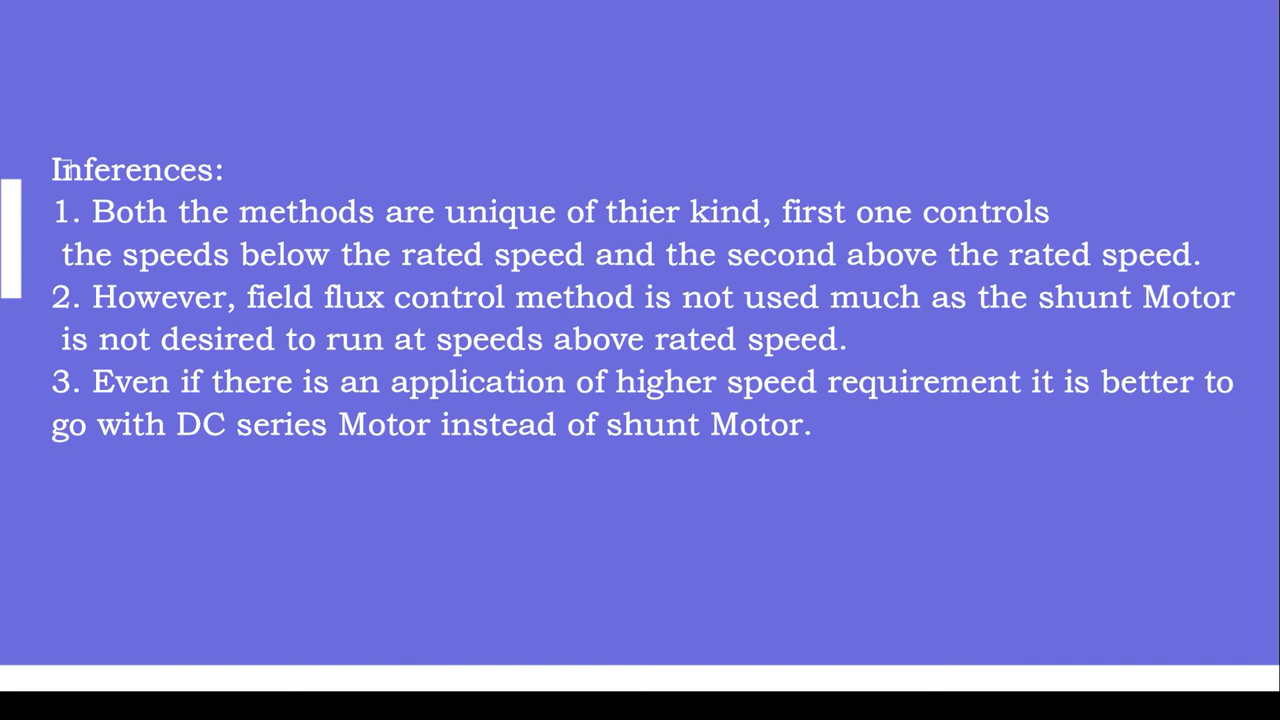 Inferences:
1. Both the methods are unique of thier kind, first one controls
the speeds below the rated speed and the second above the rated speed.
2. However, field flux control method is not used much as the shunt Motor
is not desired to run at speeds above rated speed.
3. Even if there is an application of higher speed requirement it is better to
go with DC series Motor instead of shunt Motor.